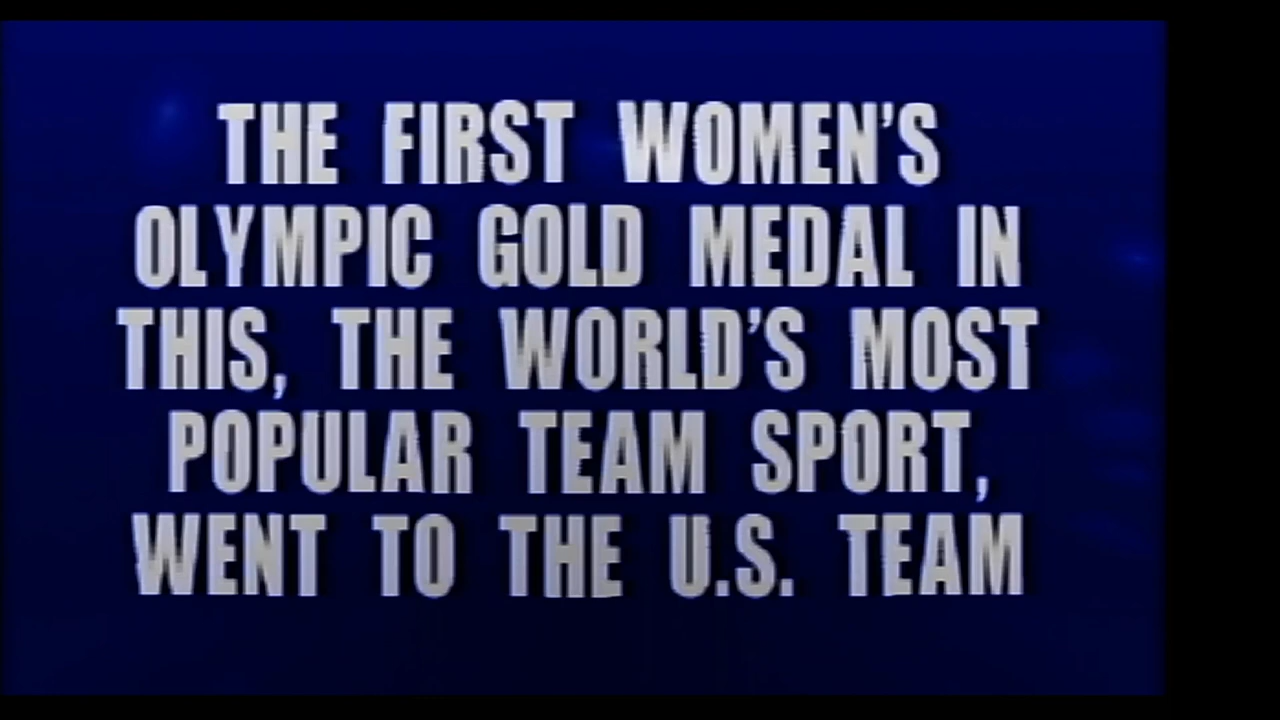 THE FIRST WOMEN'S
OLYMPIC GOLD MEDAL IN
THIS, THE WORLD'S MOST
POPULAR TEAM SPORT,
WENT TO THE U.S. TEAM